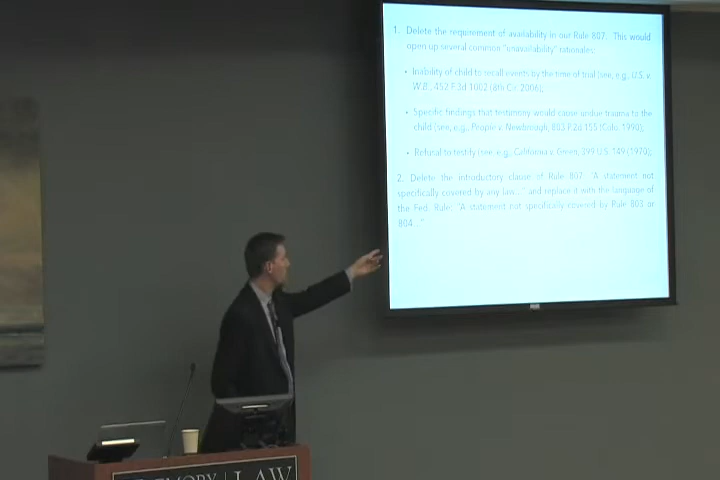 1. Delete the requirement of availability in our Rule 807. This would
open up several common "unavailability" rationales:
• Inability of child to recall events by the time of trial (see, e.g., U.S. v.
W.B., 452 F.3d 1002 (8th Cir. 2006);
• Specific findings that testimony would cause undue trauma to the
child (see, e.g., People v. Newbrough, 803 P.2d 155 (Colo. 1990);
• Refusal to testify (see, e.g., California v. Green, 399 U.S. 149 (1970);
2. Delete the introductory clause of Rule 807: "A statement not
specifically covered by any law..." and replace it with the language of
the Fed. Rule: "A statement not specifically covered by Rule 803 or
804..."
EMORY | LAW